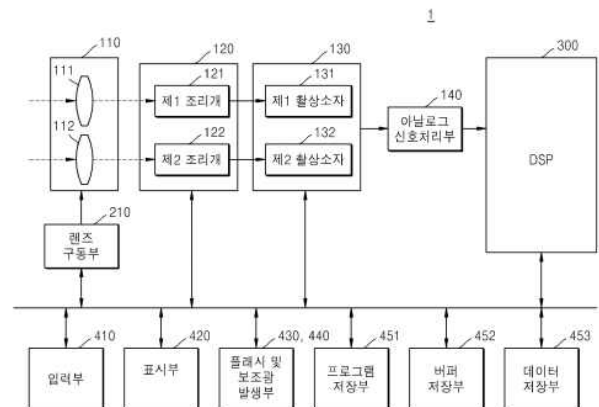 1
110
111
112
120
121
제1 조리개
122
제2 조리개
130
131
제1 촬상소자
132
제2 촬상소자
140
아날로그
신호처리부
300
DSP
210
렌즈
구동부
410
입력부
420
표시부
430, 440
플래시 및
보조광
발생부
451
프로그램
저장부
452
버퍼
저장부
453
데이터
저장부